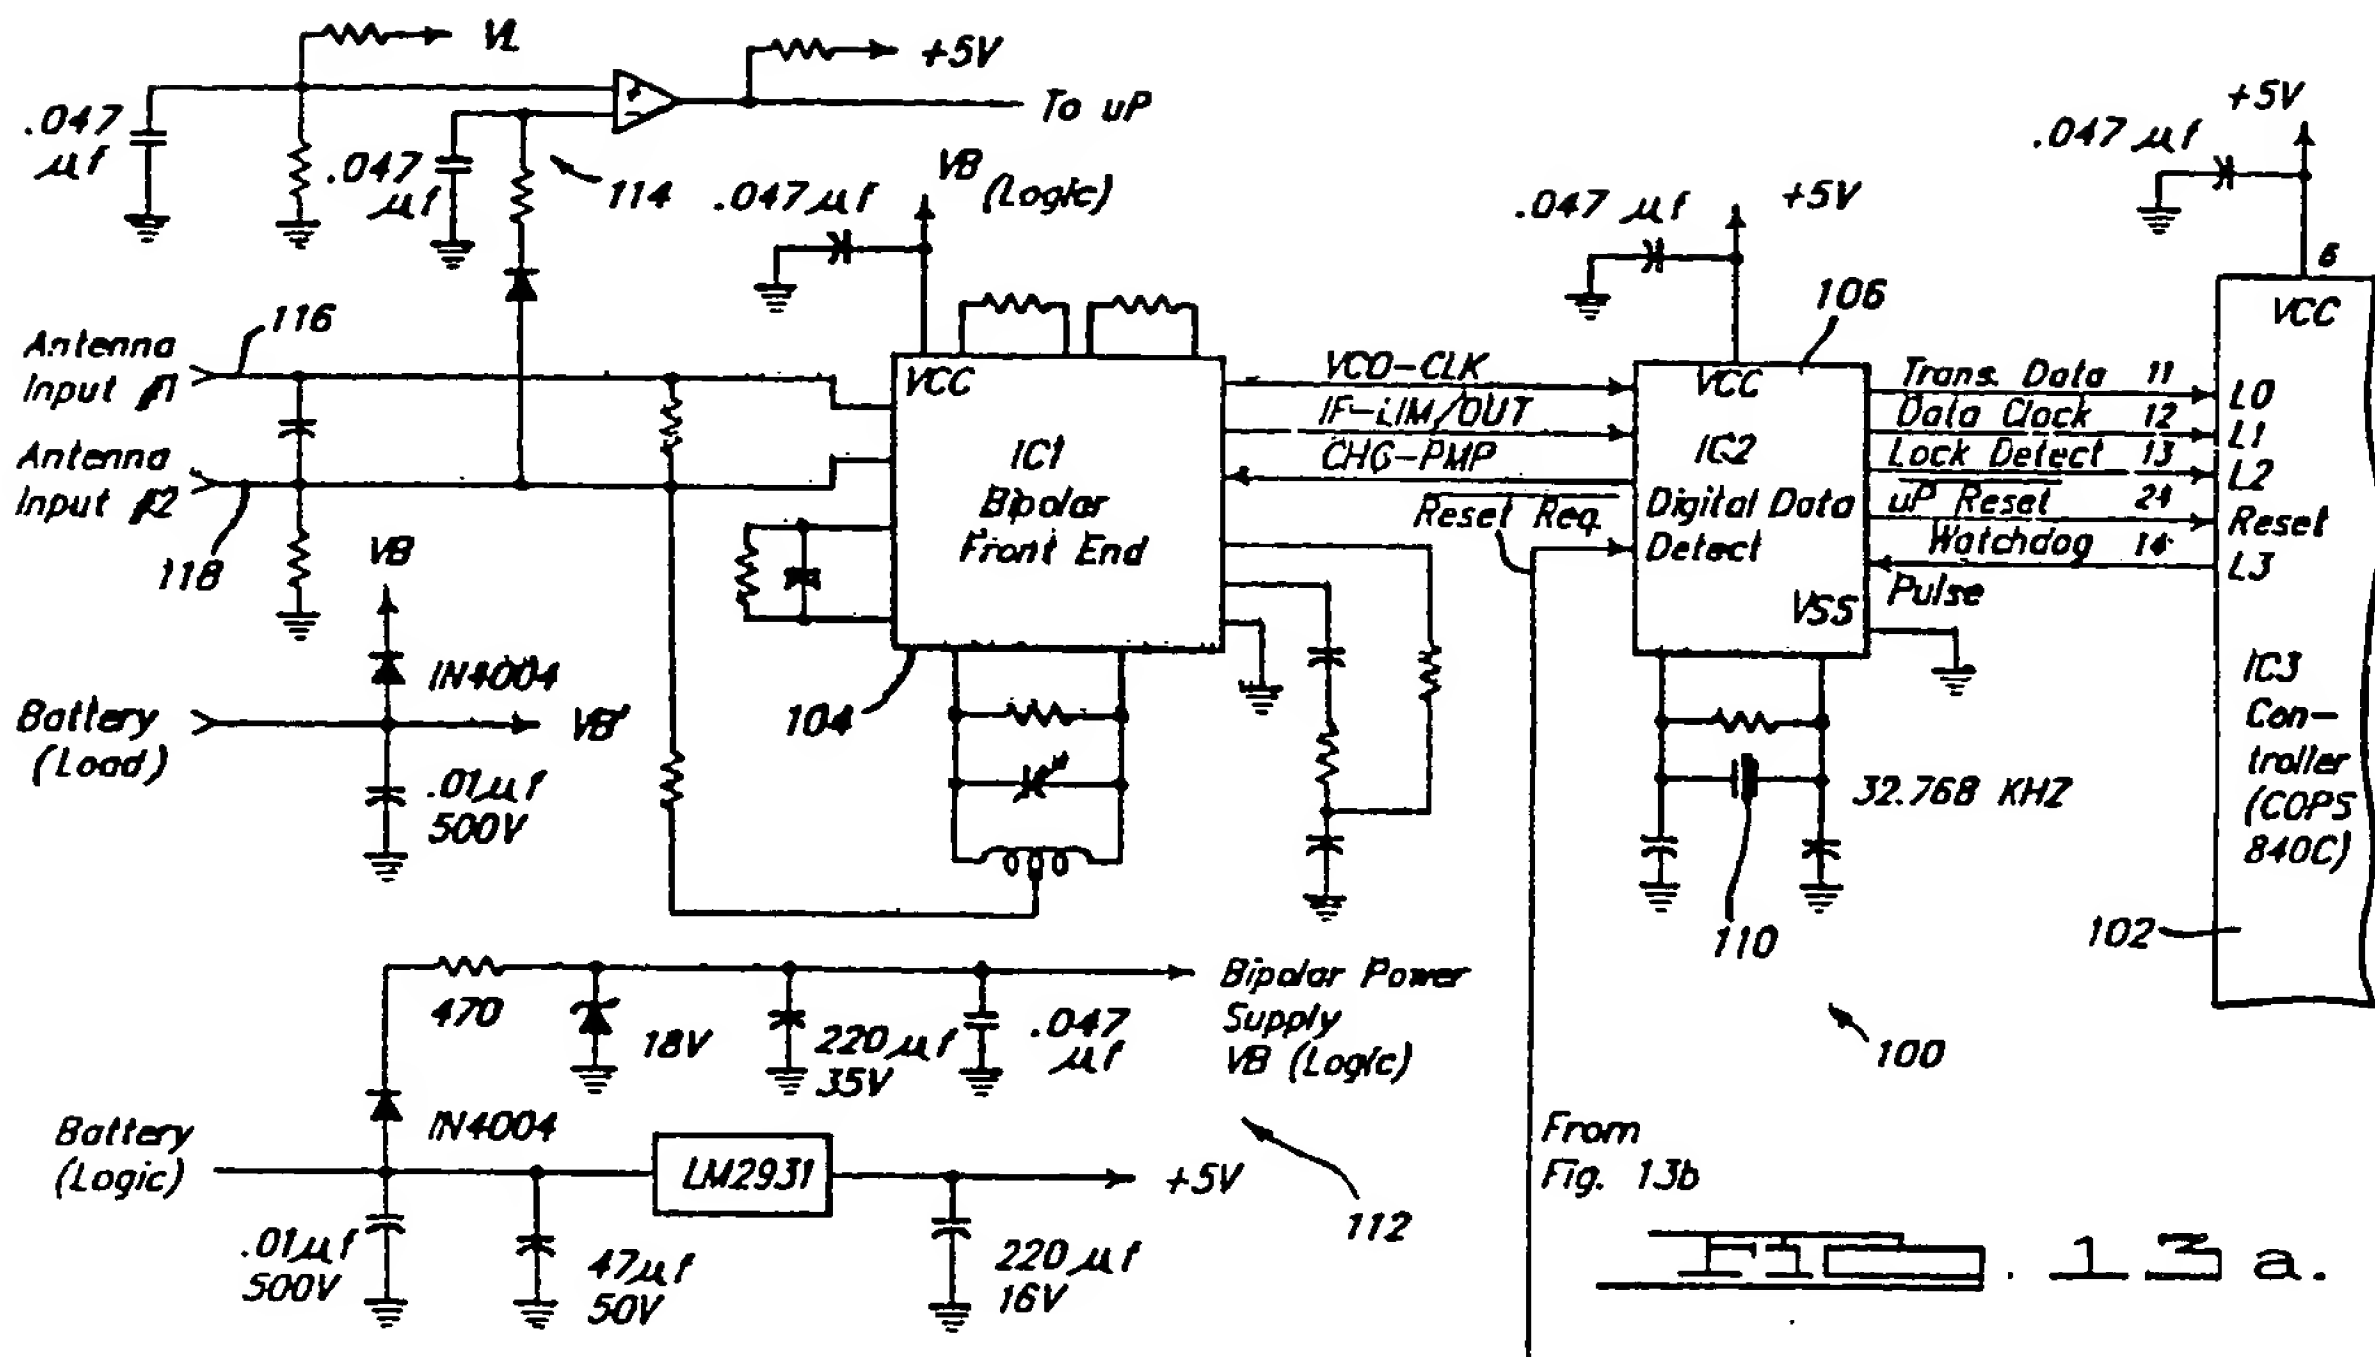 VL
+5V
To uP
.047
μf
.047
μf
114
VB
(Logic)
.047 μf
.047 μf
+5V
.047 μf
+5V
6
VCC
Antenna
Input #1
116
Antenna
Input #2
118
VCC
IC1
Bipolar
Front End
104
VCO-CLK
IF-LIM/OUT
CHG-PMP
Reset Req.
106
VCC
IC2
Digital Data
Detect
VSS
Trans. Data 11
Data Clock 12
Lock Detect 13
uP Reset 24
Watchdog 14
Pulse
L0
L1
L2
Reset
L3
IC3
Con-
troller
(COPS
840C)
102
VB
IN4004
Battery
(Load)
VB'
.01μf
500V
32.768 KHZ
110
100
470
18V
220μf
35V
.047
μf
Bipolar Power
Supply
VB (Logic)
Battery
(Logic)
IN4004
LM2931
+5V
112
.01μf
500V
47μf
50V
220μf
16V
From
Fig. 13b
13a.